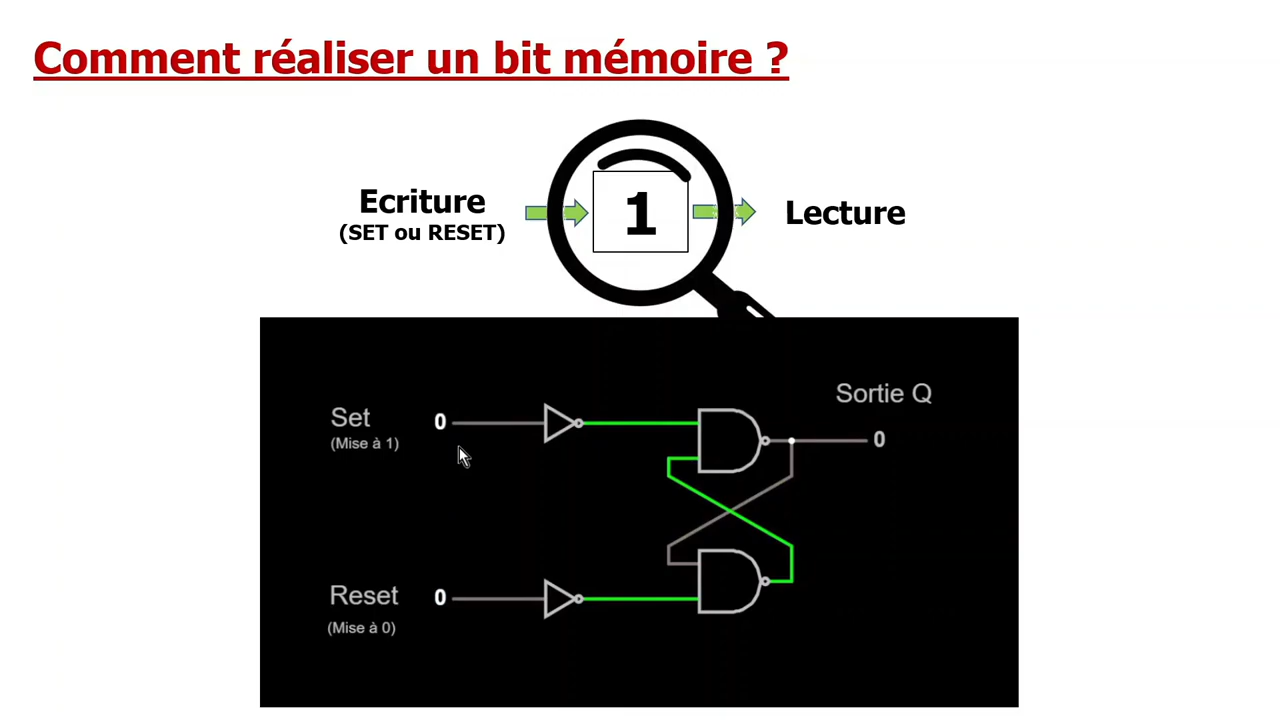 Comment réaliser un bit mémoire ?
Ecriture
(SET ou RESET)
1
Lecture
Sortie Q
Set
0
(Mise à 1)
0
Reset
0
(Mise à 0)